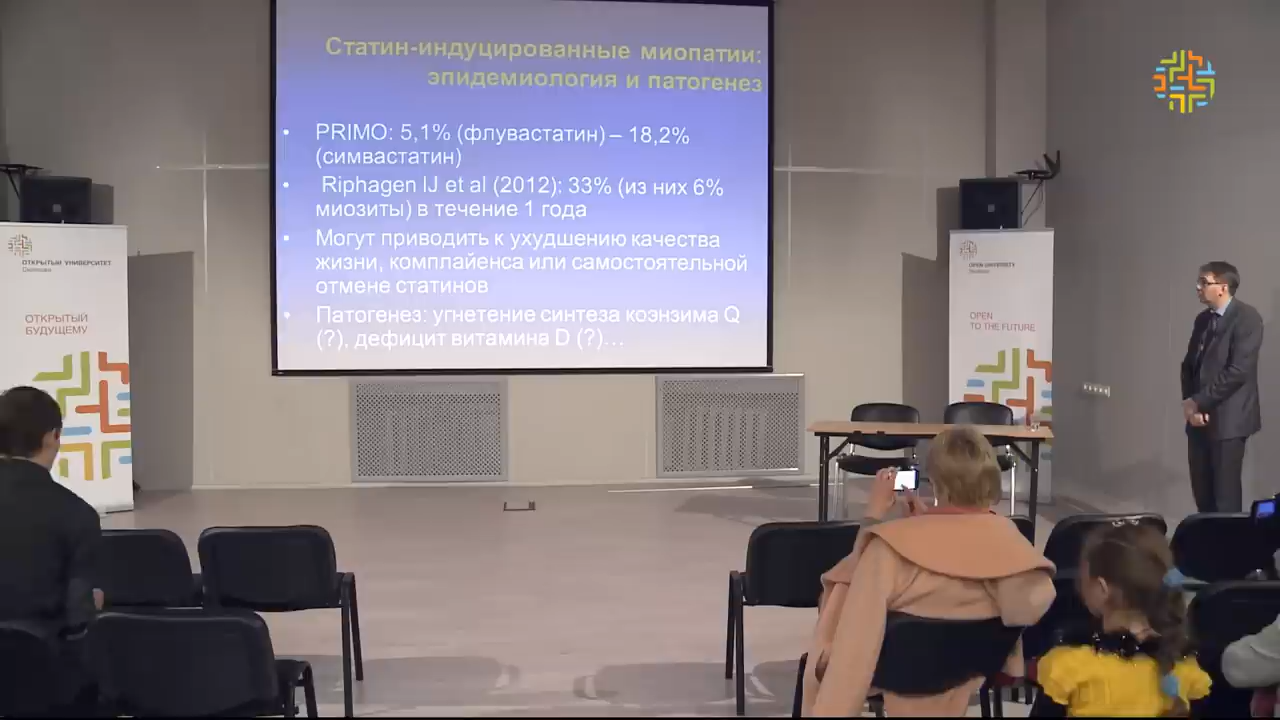 Статин-индуцированные миопатии:
эпидемиология и патогенез
• PRIMO: 5,1% (флувастатин) – 18,2%
(симвастатин)
• Riphagen IJ et al (2012): 33% (из них 6%
миозиты) в течение 1 года
• Могут приводить к ухудшению качества
жизни, комплайенса или самостоятельной
отмене статинов
• Патогенез: угнетение синтеза коэнзима Q
(?), дефицит витамина D (?)…
ОТКРЫТЫЙ УНИВЕРСИТЕТ
Сколково
ОТКРЫТЫЙ
БУДУЩЕМУ
OPEN UNIVERSITY
Skolkovo
OPEN
TO THE FUTURE